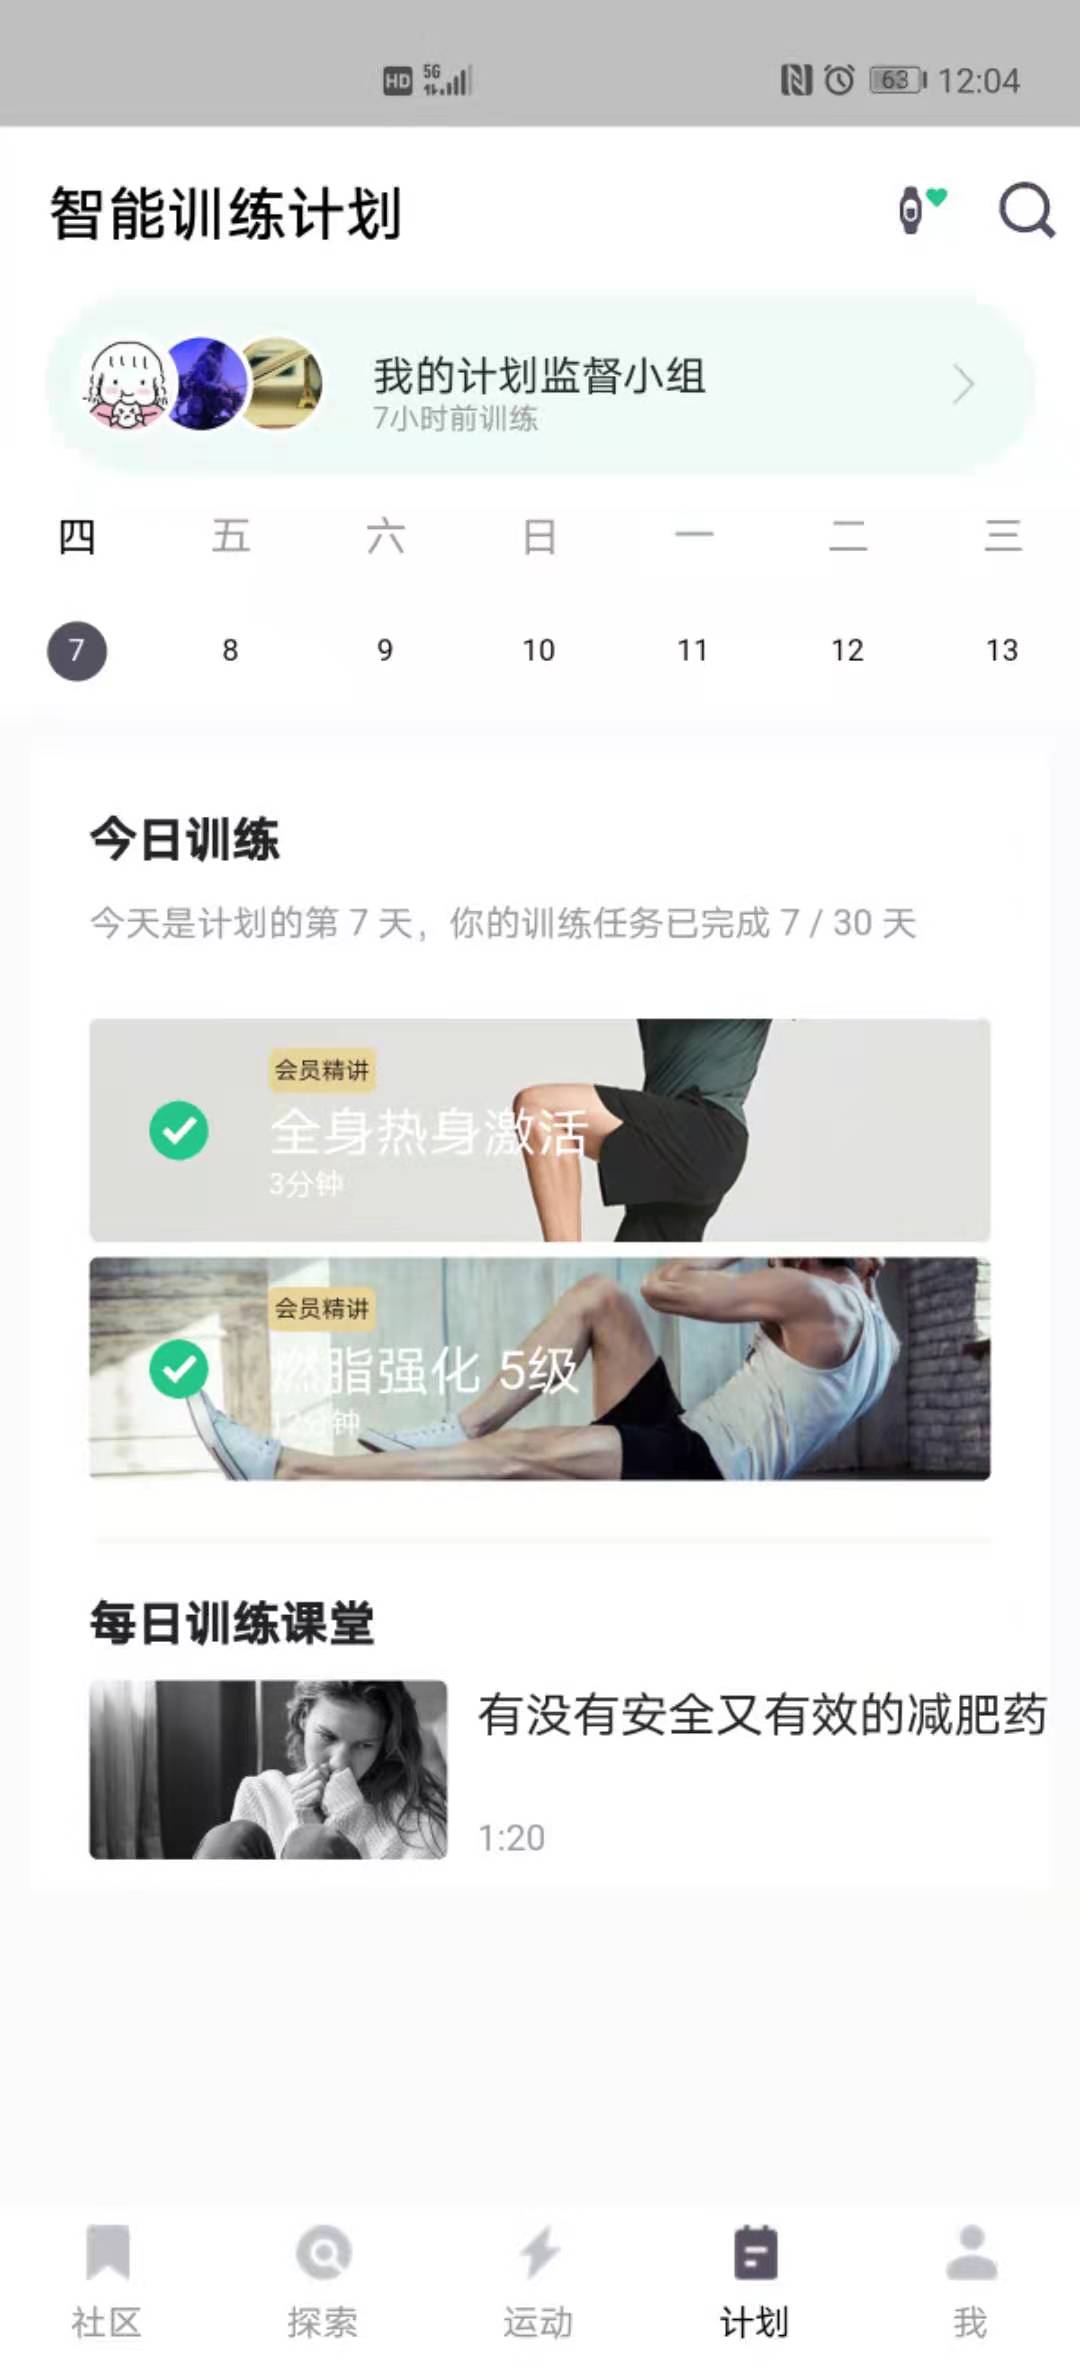 HD 5G 63 12:04
智能训练计划
我的计划监督小组
7小时前训练
四 五 六 日 一 二 三
7 8 9 10 11 12 13
今日训练
今天是计划的第 7 天，你的训练任务已完成 7 / 30 天
会员精讲
全身热身激活
3分钟
会员精讲
燃脂强化 5级
12分钟
每日训练课堂
有没有安全又有效的减肥药
1:20
社区 探索 运动 计划 我